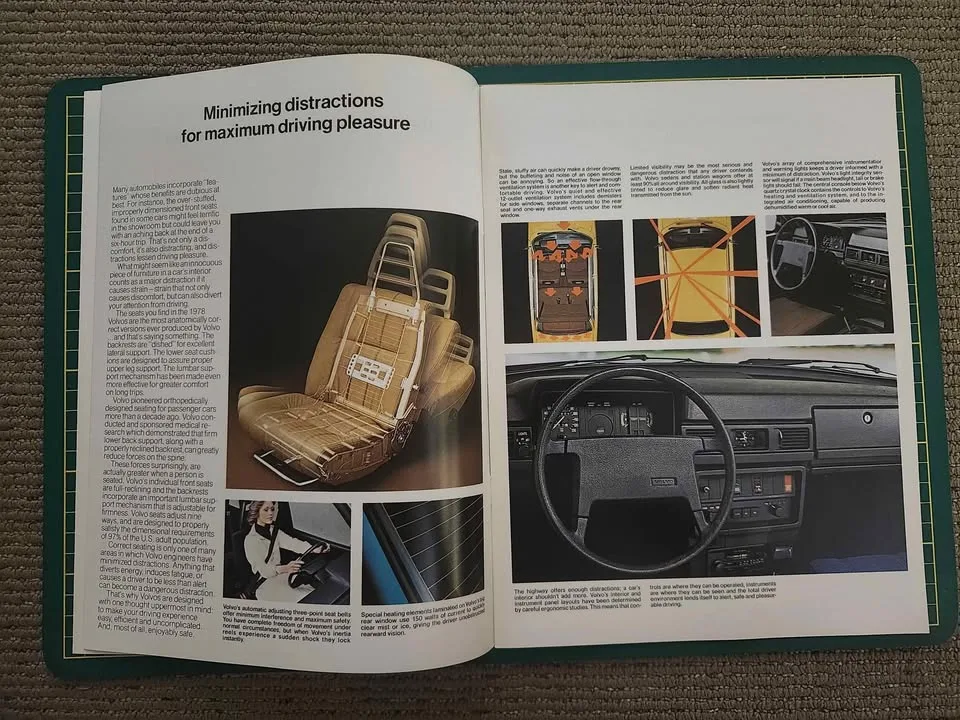 Minimizing distractions
for maximum driving pleasure
Many automobiles incorporate "fea-
tures" whose benefits are dubious at
best. For instance, the over-stuffed,
improperly dimensioned front seats
found in some cars might feel terrific
in the showroom but could leave you
with an aching back at the end of a
six-hour trip. That's not only a dis-
comfort, it's also distracting, and dis-
tractions lessen driving pleasure.
What might seem like an innocuous
piece of furniture in a car's interior
counts as a major distraction if it
causes strain – strain that not only
causes discomfort, but can also divert
your attention from driving.
The seats you find in the 1978
Volvos are the most anatomically cor-
rect versions ever produced by Volvo
...and that's saying something. The
backrests are "dished" for excellent
lateral support. The lower seat cush-
ions are designed to assure proper
upper leg support. The lumbar sup-
port mechanism has been made even
more effective for greater comfort
on long trips.
Volvo pioneered orthopedically
designed seating for passenger cars
more than a decade ago. Volvo con-
ducted and sponsored medical re-
search which demonstrated that firm
lower back support, along with a
properly reclined backrest, can greatly
reduce forces on the spine.
These forces surprisingly, are
actually greater when a person is
seated. Volvo's individual front seats
are full-reclining and the backrests
incorporate an important lumbar sup-
port mechanism that is adjustable for
firmness. Volvo seats adjust nine
ways, and are designed to properly
satisfy the dimensional requirements
of 97% of the U.S. adult population.
Correct seating is only one of many
areas in which Volvo engineers have
minimized distractions. Anything that
diverts energy, induces fatigue, or
causes a driver to be less than alert
can become a dangerous distraction.
That's why Volvos are designed
with one thought uppermost in mind:
to make your driving experience
easy, efficient and uncomplicated.
And, most of all, enjoyably safe.
Volvo's automatic adjusting three-point seat belts
offer minimum interference and maximum safety.
You have complete freedom of movement under
normal circumstances, but when Volvo's inertia
reels experience a sudden shock they lock
instantly.
Special heating elements laminated on Volvo's
rear window use 150 watts of current to quickly
clear mist or ice, giving the driver unobstructed
rearward vision.
Stale, stuffy air can quickly make a driver drowsy,
but the buffeting and noise of an open window
can be annoying. So an effective flow-through
ventilation system is another key to alert and com-
fortable driving. Volvo's quiet and effective
12-outlet ventilation system includes demisters
for side windows, separate channels to the rear
seat and one-way exhaust vents under the rear
window.
Limited visibility may be the most serious and
dangerous distraction that any driver contends
with. Volvo sedans and station wagons offer at
least 90% all around visibility. All glass is also lightly
tinted to reduce glare and soften radiant heat
transmitted from the sun.
Volvo's array of comprehensive instrumentation
and warning lights keeps a driver informed with a
minimum of distraction. Volvo's light integrity sen-
sor will signal if a main beam headlight, tail or brake
light should fail. The central console below Volvo's
quartz crystal clock contains the controls to Volvo's
heating and ventilation systems and to the in-
tegrated air conditioning, capable of producing
dehumidified warm or cool air.
VOLVO
The highway offers enough distractions; a car's
interior shouldn't add more. Volvo's interior and
instrument panel layouts have been determined
by careful ergonomic studies. This means that con-
trols are where they can be operated, instruments
are where they can be seen and the total driver
environment lends itself to alert, safe and pleasur-
able driving.